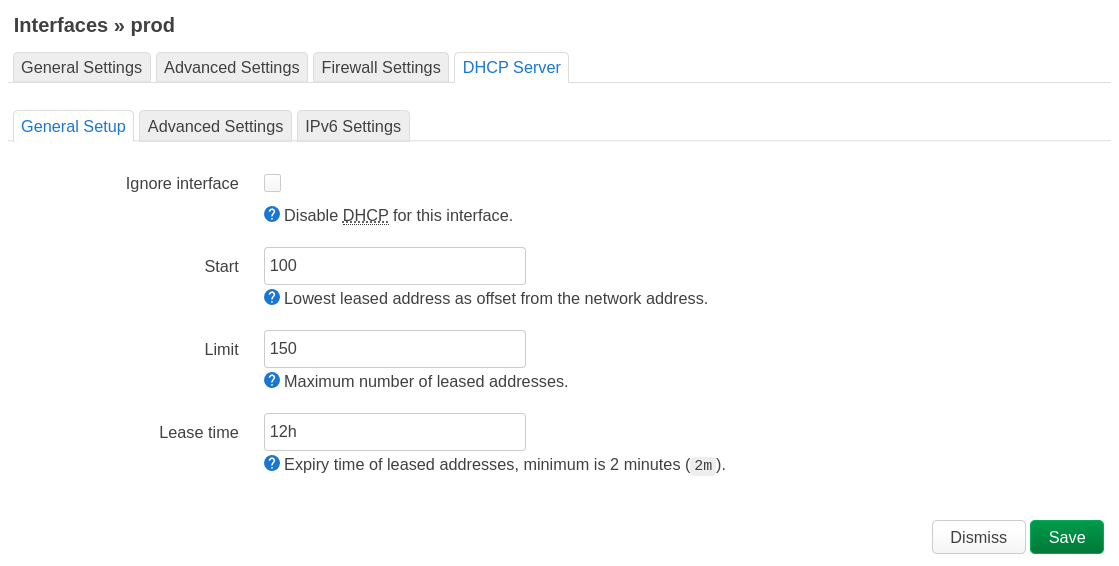 Interfaces » prod
General Settings Advanced Settings Firewall Settings DHCP Server
General Setup Advanced Settings IPv6 Settings
Ignore interface
Disable DHCP for this interface.
Start 100
Lowest leased address as offset from the network address.
Limit 150
Maximum number of leased addresses.
Lease time 12h
Expiry time of leased addresses, minimum is 2 minutes (2m).
Dismiss Save